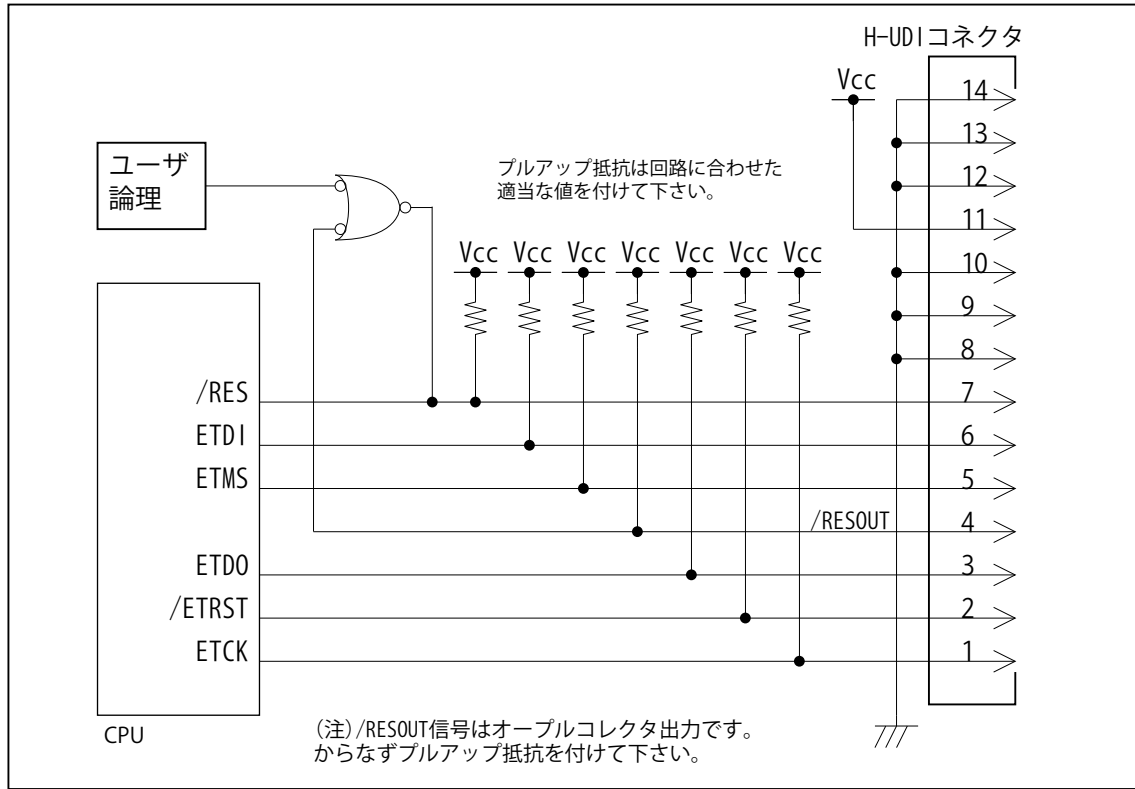 H-UDIコネクタ
Vcc
14
13
12
11
10
9
8
7
6
5
4
3
2
1
ユーザ
論理
プルアップ抵抗は回路に合わせた
適当な値を付けて下さい。
Vcc Vcc Vcc Vcc Vcc Vcc Vcc
/RES
ETDI
ETMS
/RESOUT
ETDO
/ETRST
ETCK
CPU
(注)/RESOUT信号はオープルコレクタ出力です。
からなずプルアップ抵抗を付けて下さい。